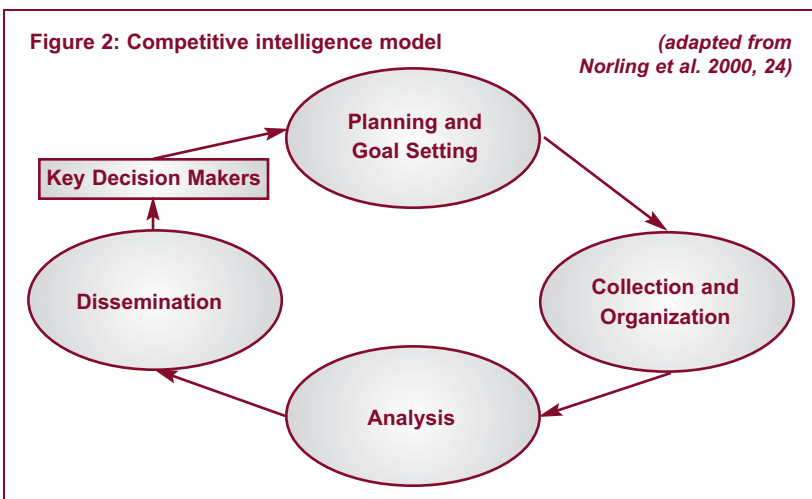 Figure 2: Competitive intelligence model
(adapted from
Norling et al. 2000, 24)
Planning and
Goal Setting
Key Decision Makers
Dissemination
Collection and
Organization
Analysis